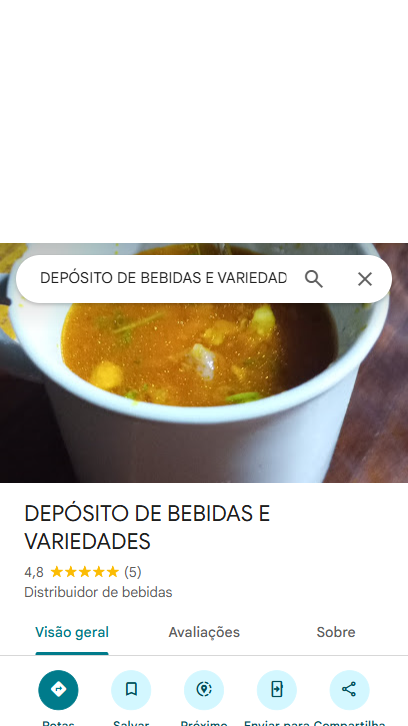 DEPÓSITO DE BEBIDAS E VARIEDAD
DEPÓSITO DE BEBIDAS E
VARIEDADES
4,8 (5)
Distribuidor de bebidas
Visão geral Avaliações Sobre
Rotas Salvar Próximo Enviar para Compartilha